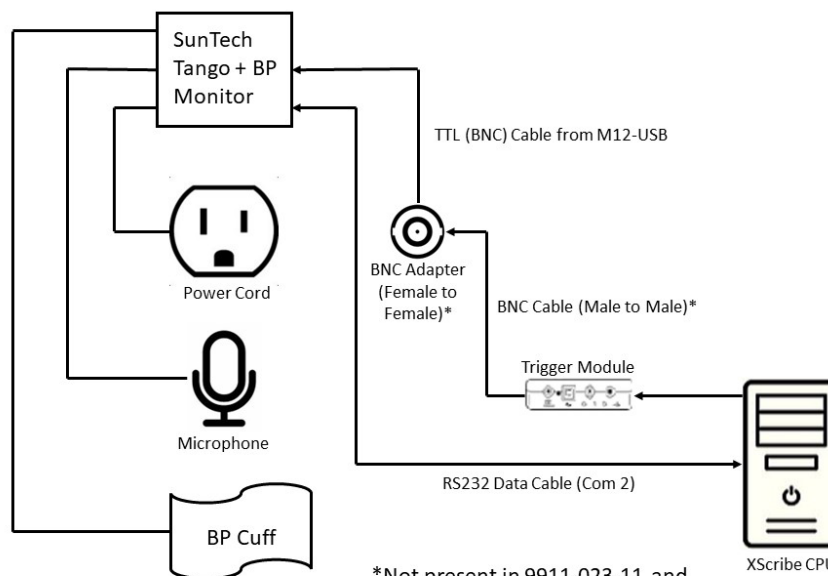 SunTech
Tango + BP
Monitor
TTL (BNC) Cable from M12-USB
BNC Adapter
(Female to
Female)*
BNC Cable (Male to Male)*
Power Cord
Trigger Module
Microphone
RS232 Data Cable (Com 2)
BP Cuff
XScribe CPU
*Not present in 9911-023-11 and